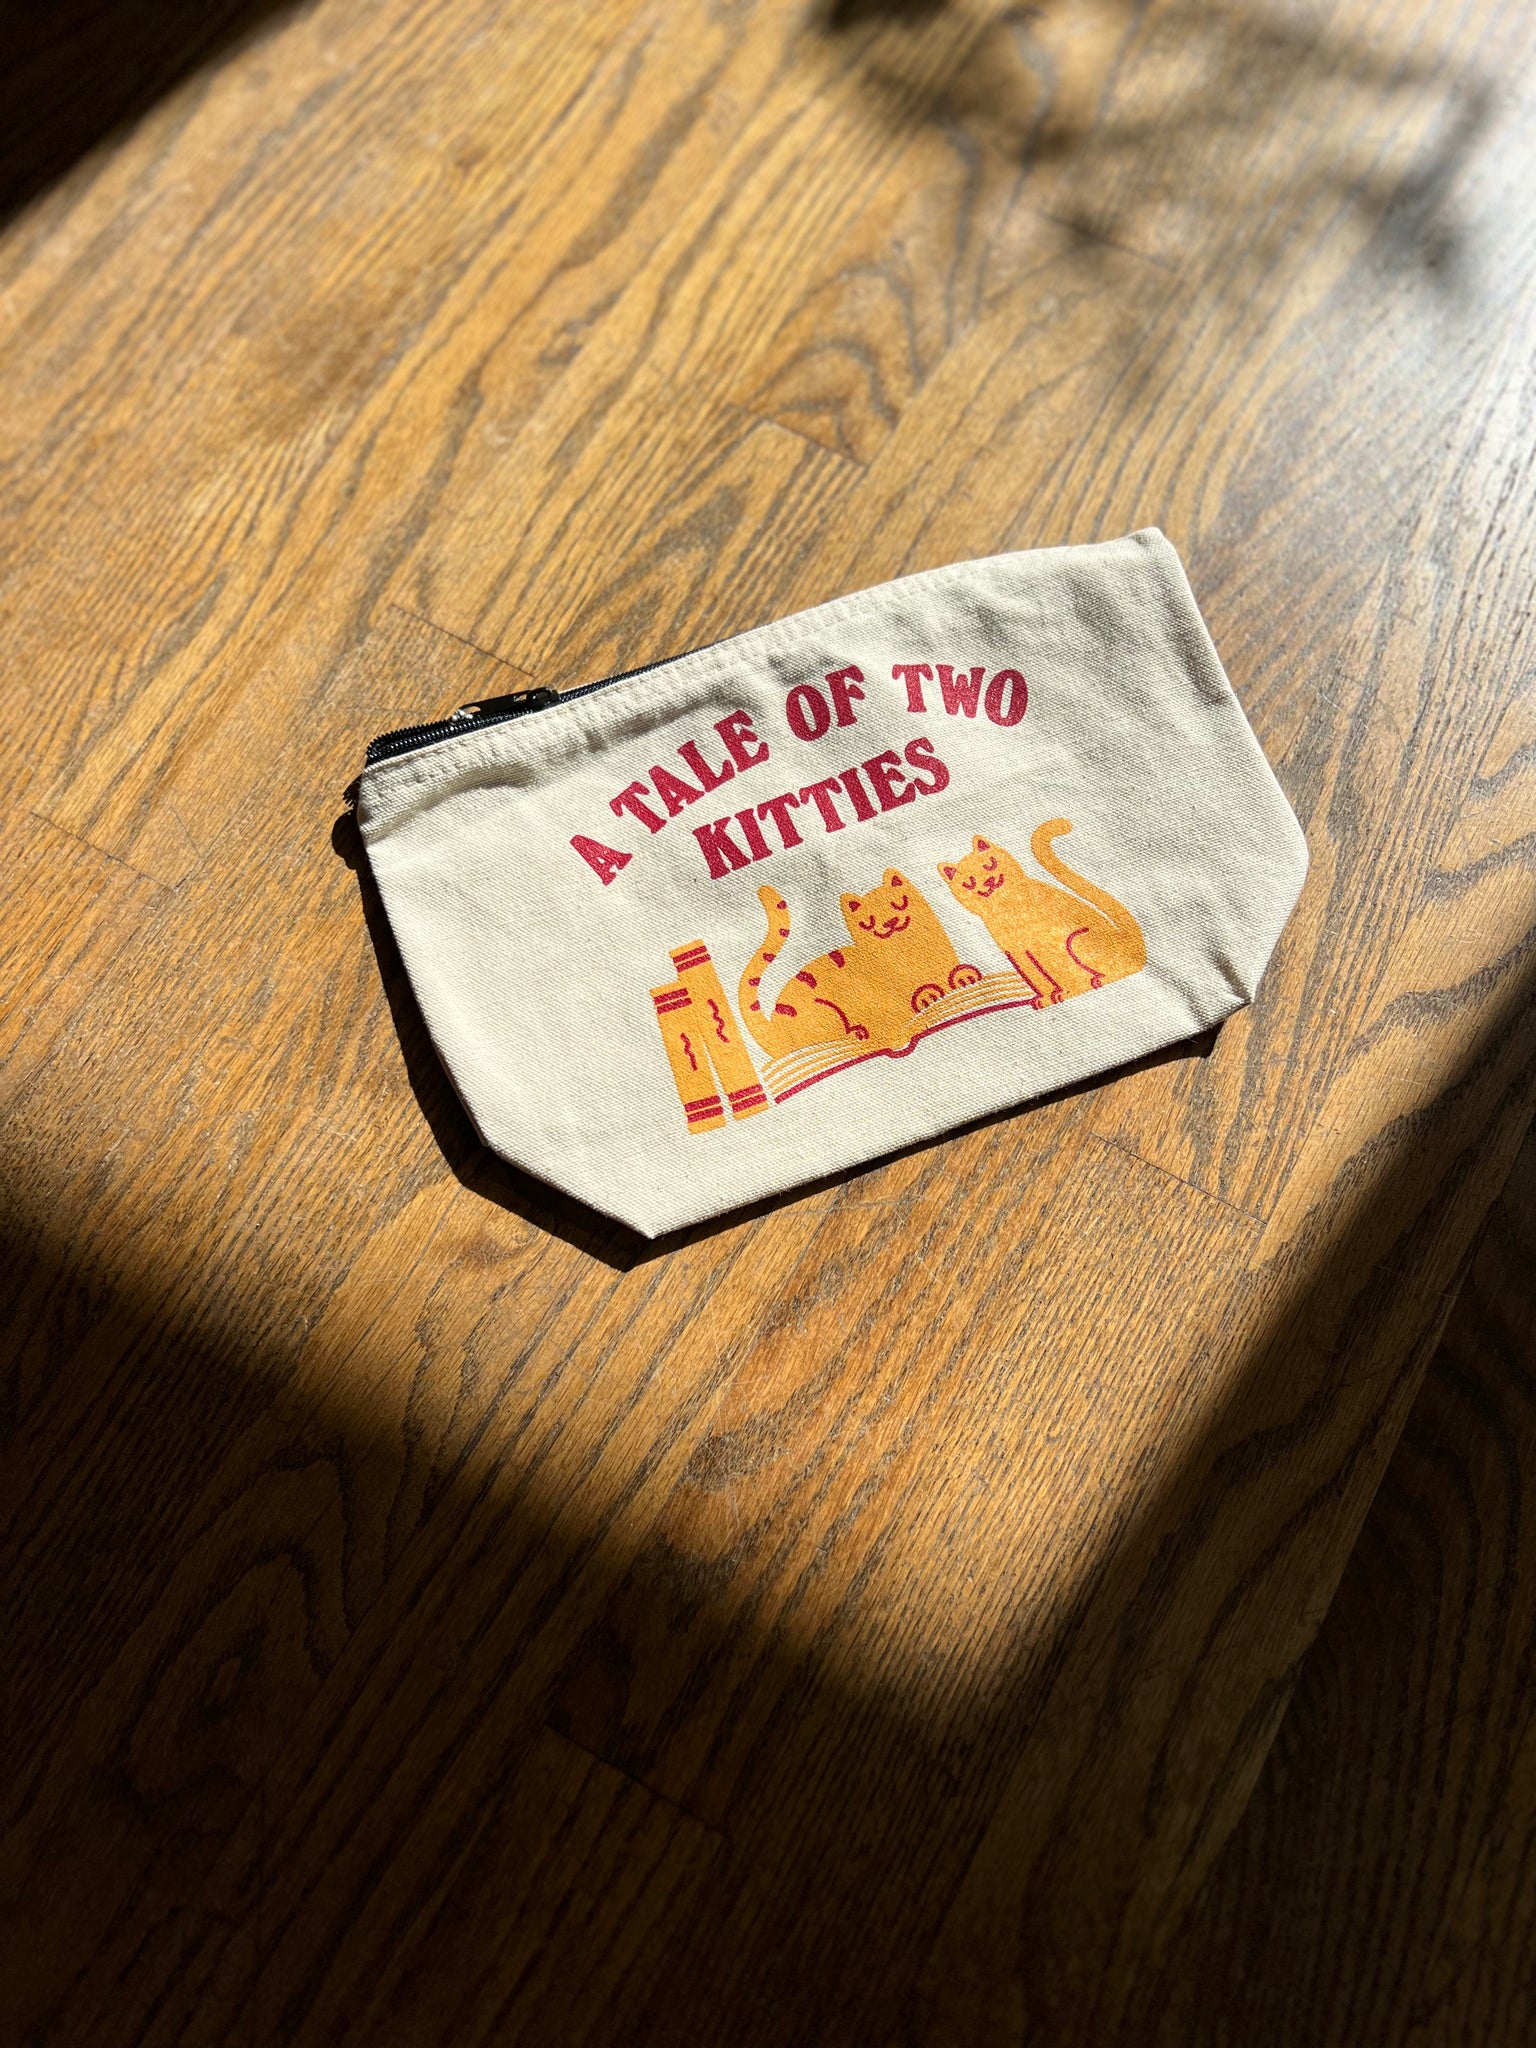 A TALE OF TWO
KITTIES